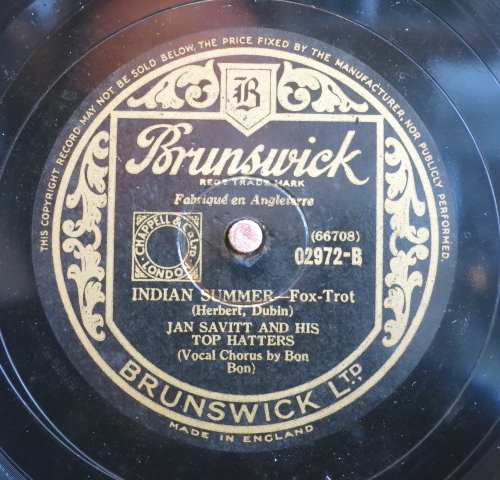 THIS COPYRIGHT RECORD MAY NOT BE SOLD BELOW, THE PRICE FIXED BY THE MANUFACTURER, NOR PUBLICLY PERFORMED.
B
Brunswick
REGD TRADE MARK
Fabriqué en Angleterre
CHAPPELL & Co LTD
LONDON
(66708)
02972-B
INDIAN SUMMER—Fox-Trot
(Herbert, Dubin)
JAN SAVITT AND HIS
TOP HATTERS
(Vocal Chorus by Bon
Bon)
BRUNSWICK LTD.
MADE IN ENGLAND